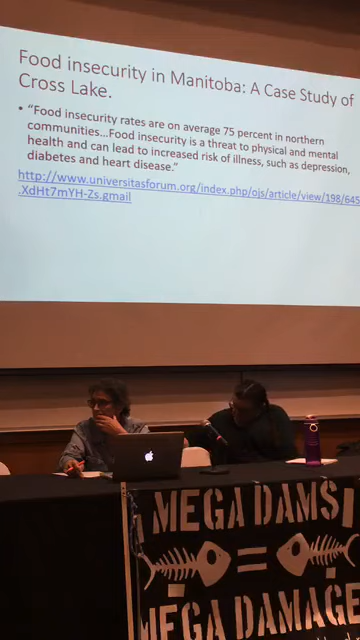 Food insecurity in Manitoba: A Case Study of
Cross Lake.
• “Food insecurity rates are on average 75 percent in northern
communities...Food insecurity is a threat to physical and mental
health and can lead to increased risk of illness, such as depression,
diabetes and heart disease.”
http://www.universitasforum.org/index.php/ojs/article/view/198/645
.XdHt7mYH-Zs.gmail
MEGA DAMS
=
MEGA DAMAGE